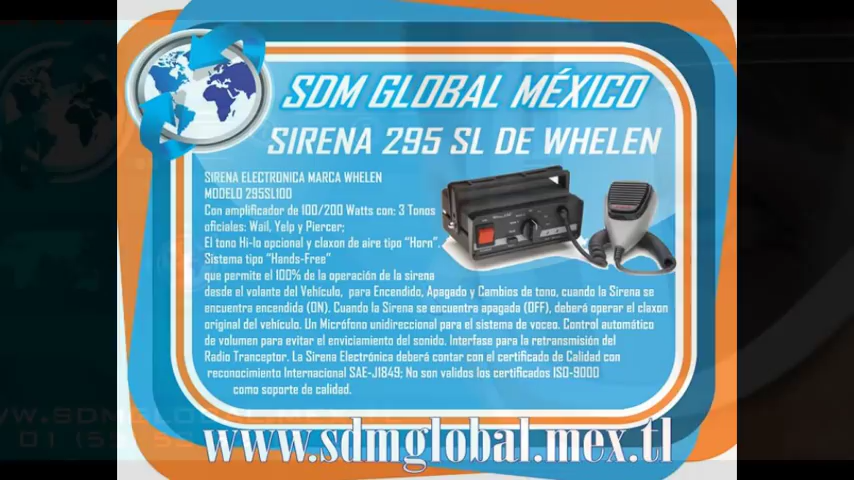 SDM GLOBAL MÉXICO
SIRENA 295 SL DE WHELEN
SIRENA ELECTRONICA MARCA WHELEN
MODELO 295SL100
Con amplificador de 100/200 Watts con: 3 Tonos
oficiales: Wail, Yelp y Piercer;
El tono Hi-lo opcional y claxon de aire tipo “Horn”.
Sistema tipo “Hands-Free”
que permite el 100% de la operación de la sirena
desde el volante del Vehículo, para Encendido, Apagado y Cambios de tono, cuando la Sirena se
encuentra encendida (ON). Cuando la Sirena se encuentra apagada (OFF), deberá operar el claxon
original del vehículo. Un Micrófono unidireccional para el sistema de voceo. Control automático
de volumen para evitar el enviciamiento del sonido. Interfase para la retransmisión del
Radio Tranceptor. La Sirena Electrónica deberá contar con el certificado de Calidad con
reconocimiento Internacional SAE-J1849; No son validos los certificados ISO-9000
como soporte de calidad.
www.sdmglobal.mex.tl